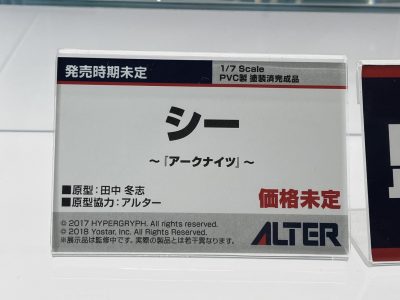 発売時期未定
1/7 Scale
PVC製 塗装済完成品
シー
～『アークナイツ』～
■原型：田中 冬志
■原型協力：アルター
価格未定
© 2017 HYPERGRYPH. All rights reserved.
© 2018 Yostar, Inc. All Rights Reserved.
※展示品は監修中です。実際の製品とは若干異なります。
ALTER